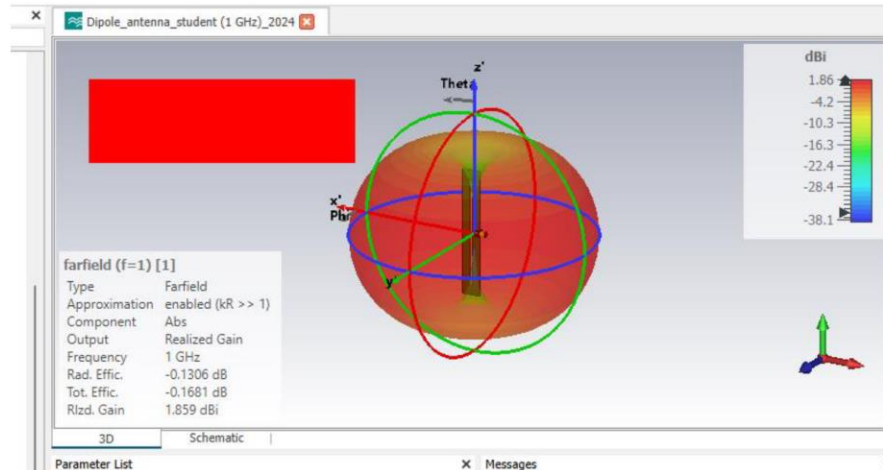 Dipole_antenna_student (1 GHz)_2024
dBi
1.86
-4.2
-10.3
-16.3
-22.4
-28.4
-38.1
z'
Theta
x'
Phi
y'
farfield (f=1) [1]
Type Farfield
Approximation enabled (kR >> 1)
Component Abs
Output Realized Gain
Frequency 1 GHz
Rad. Effic. -0.1306 dB
Tot. Effic. -0.1681 dB
Rlzd. Gain 1.859 dBi
3D Schematic
Parameter List Messages